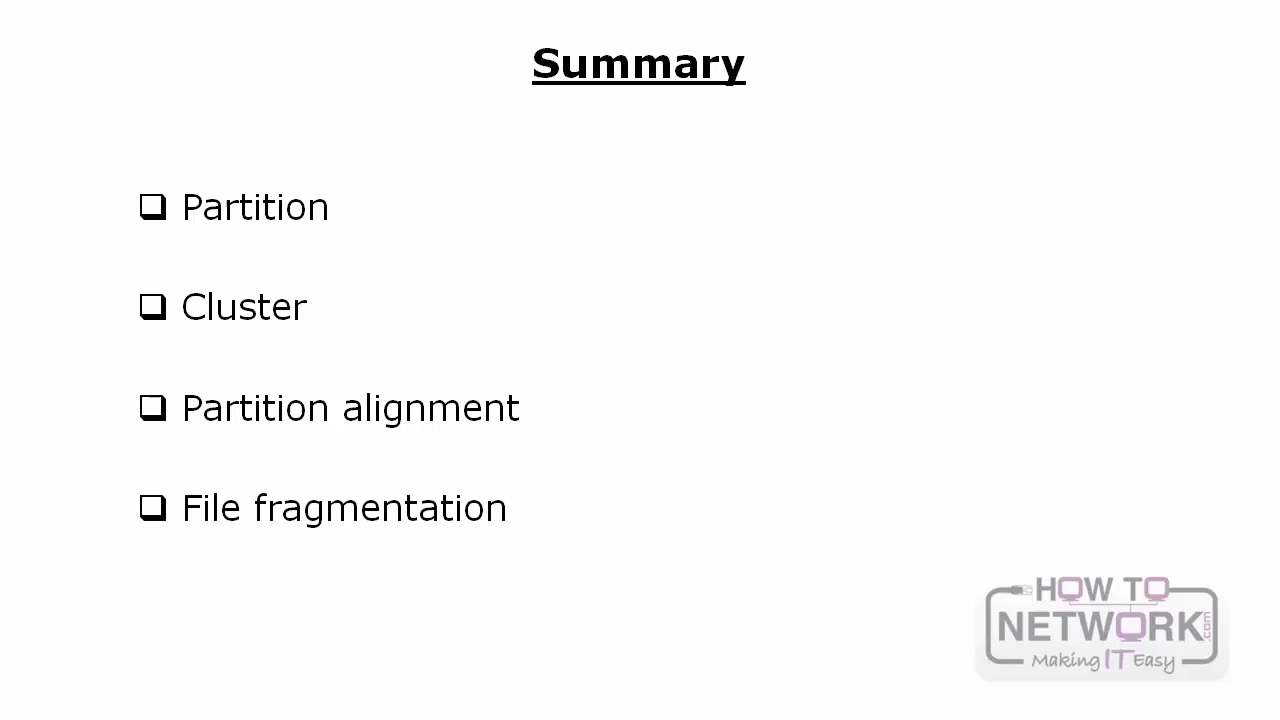 Summary
❑ Partition
❑ Cluster
❑ Partition alignment
❑ File fragmentation
HOW TO
NETWORK.com
Making IT Easy